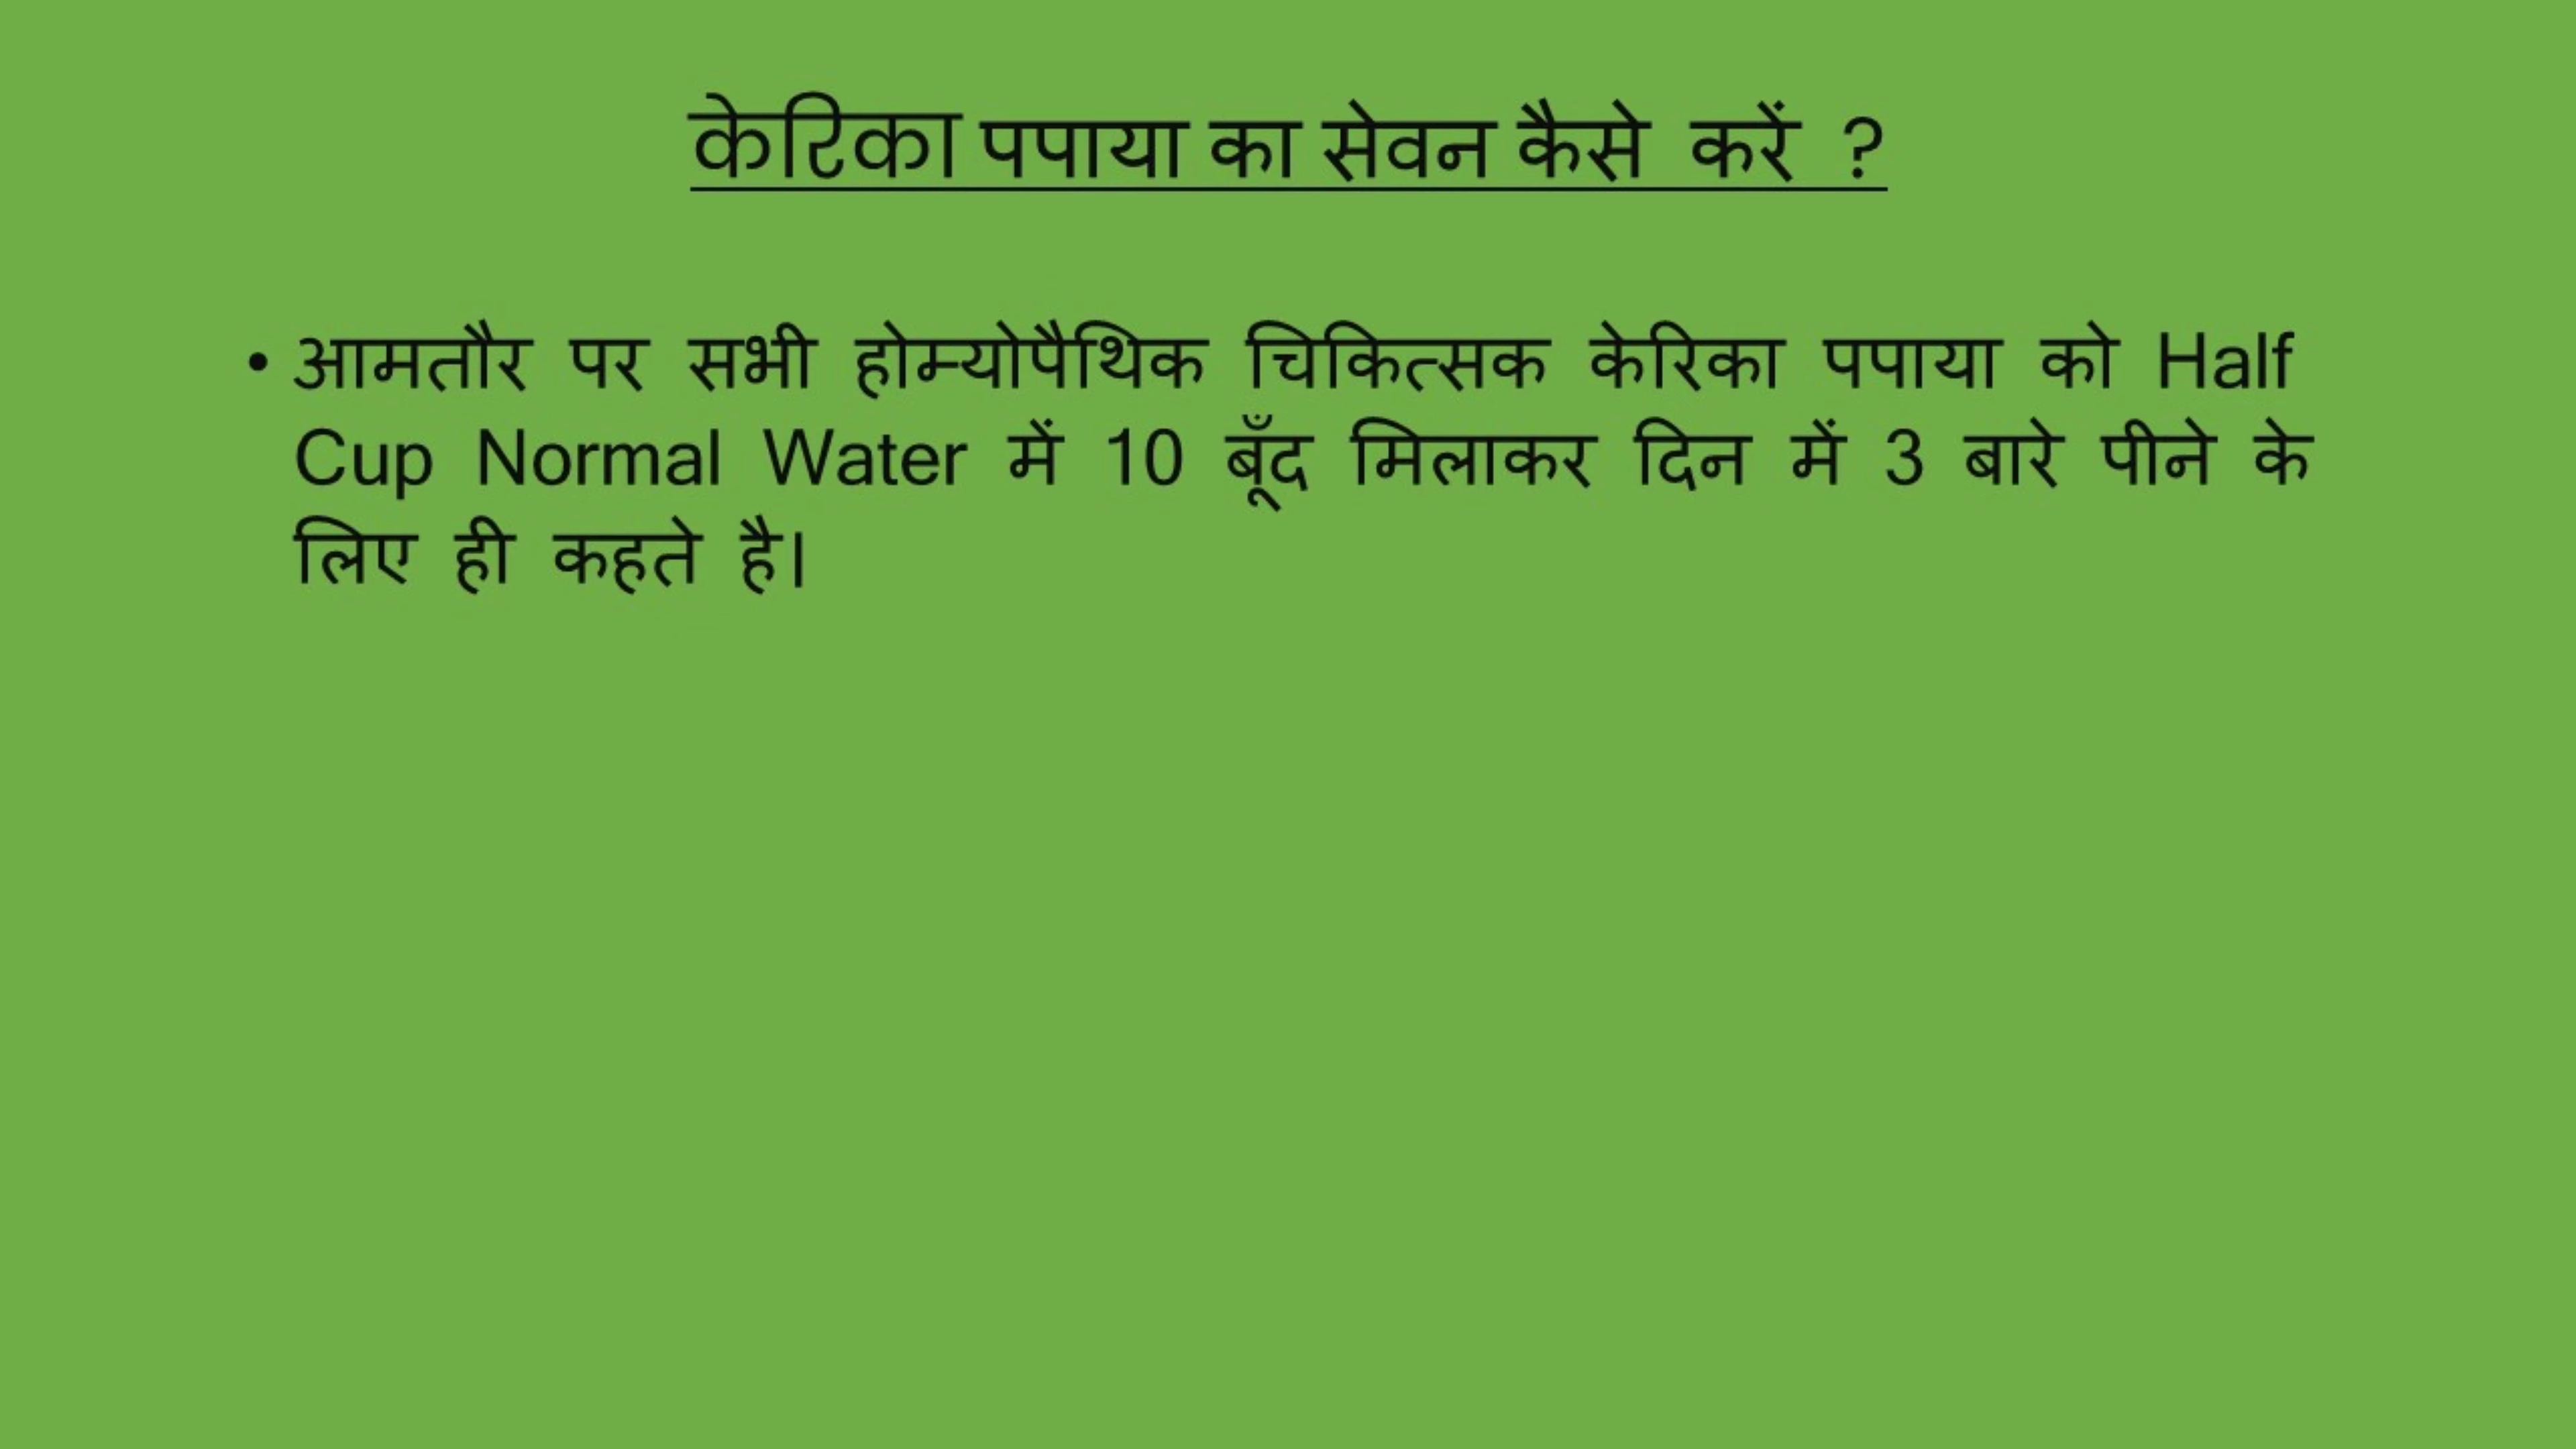 केरिका पपाया का सेवन कैसे करें ?
• आमतौर पर सभी होम्योपैथिक चिकित्सक केरिका पपाया को Half
Cup Normal Water में 10 बूँद मिलाकर दिन में 3 बारे पीने के
लिए ही कहते है।